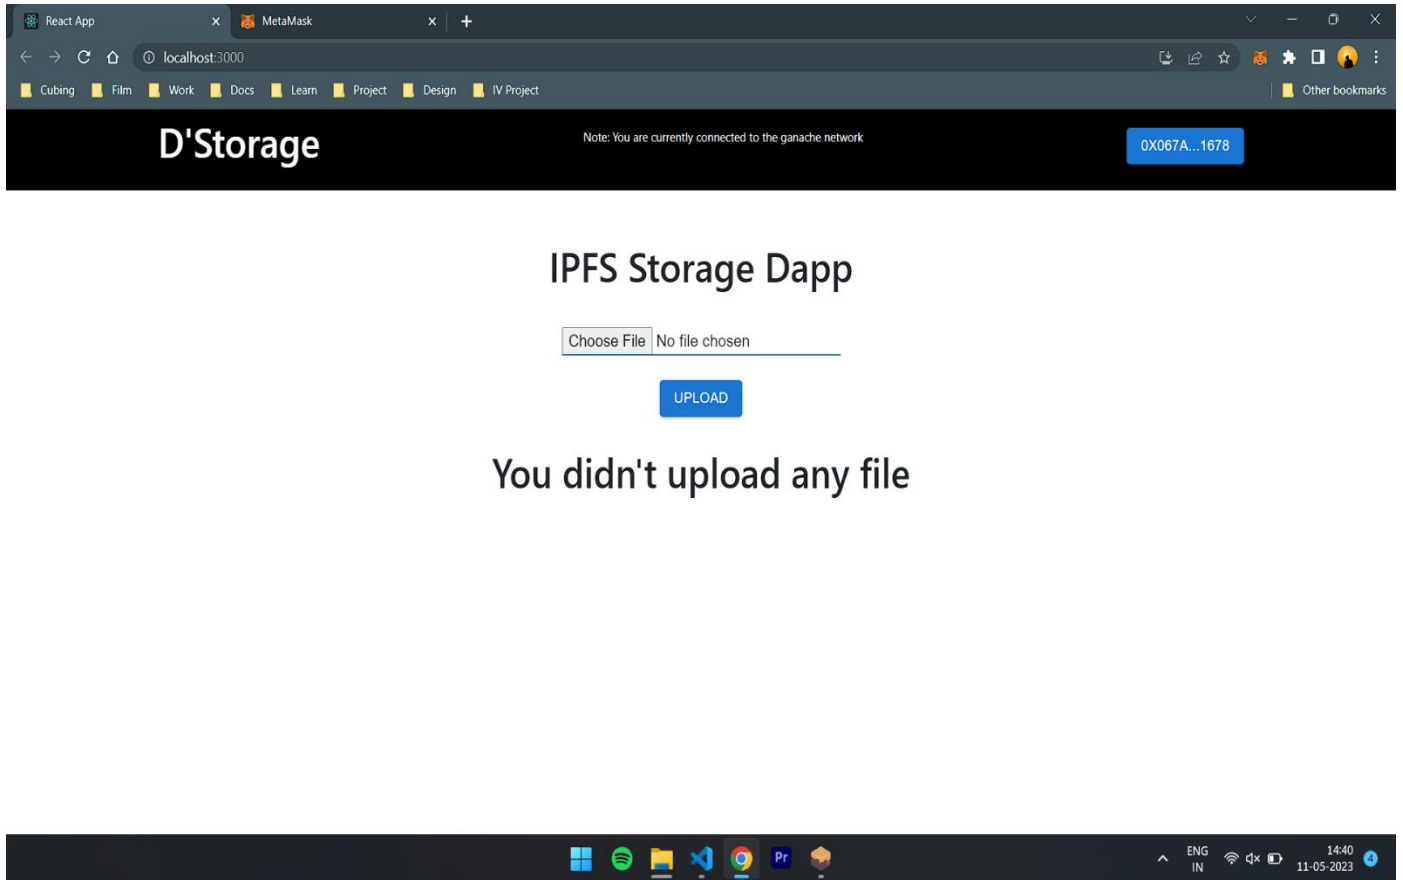 React App
MetaMask
localhost:3000
Cubing Film Work Docs Learn Project Design IV Project Other bookmarks
D'Storage
Note: You are currently connected to the ganache network
0X067A...1678
IPFS Storage Dapp
Choose File No file chosen
UPLOAD
You didn't upload any file
Pr
ENG
IN
14:40
11-05-2023
4